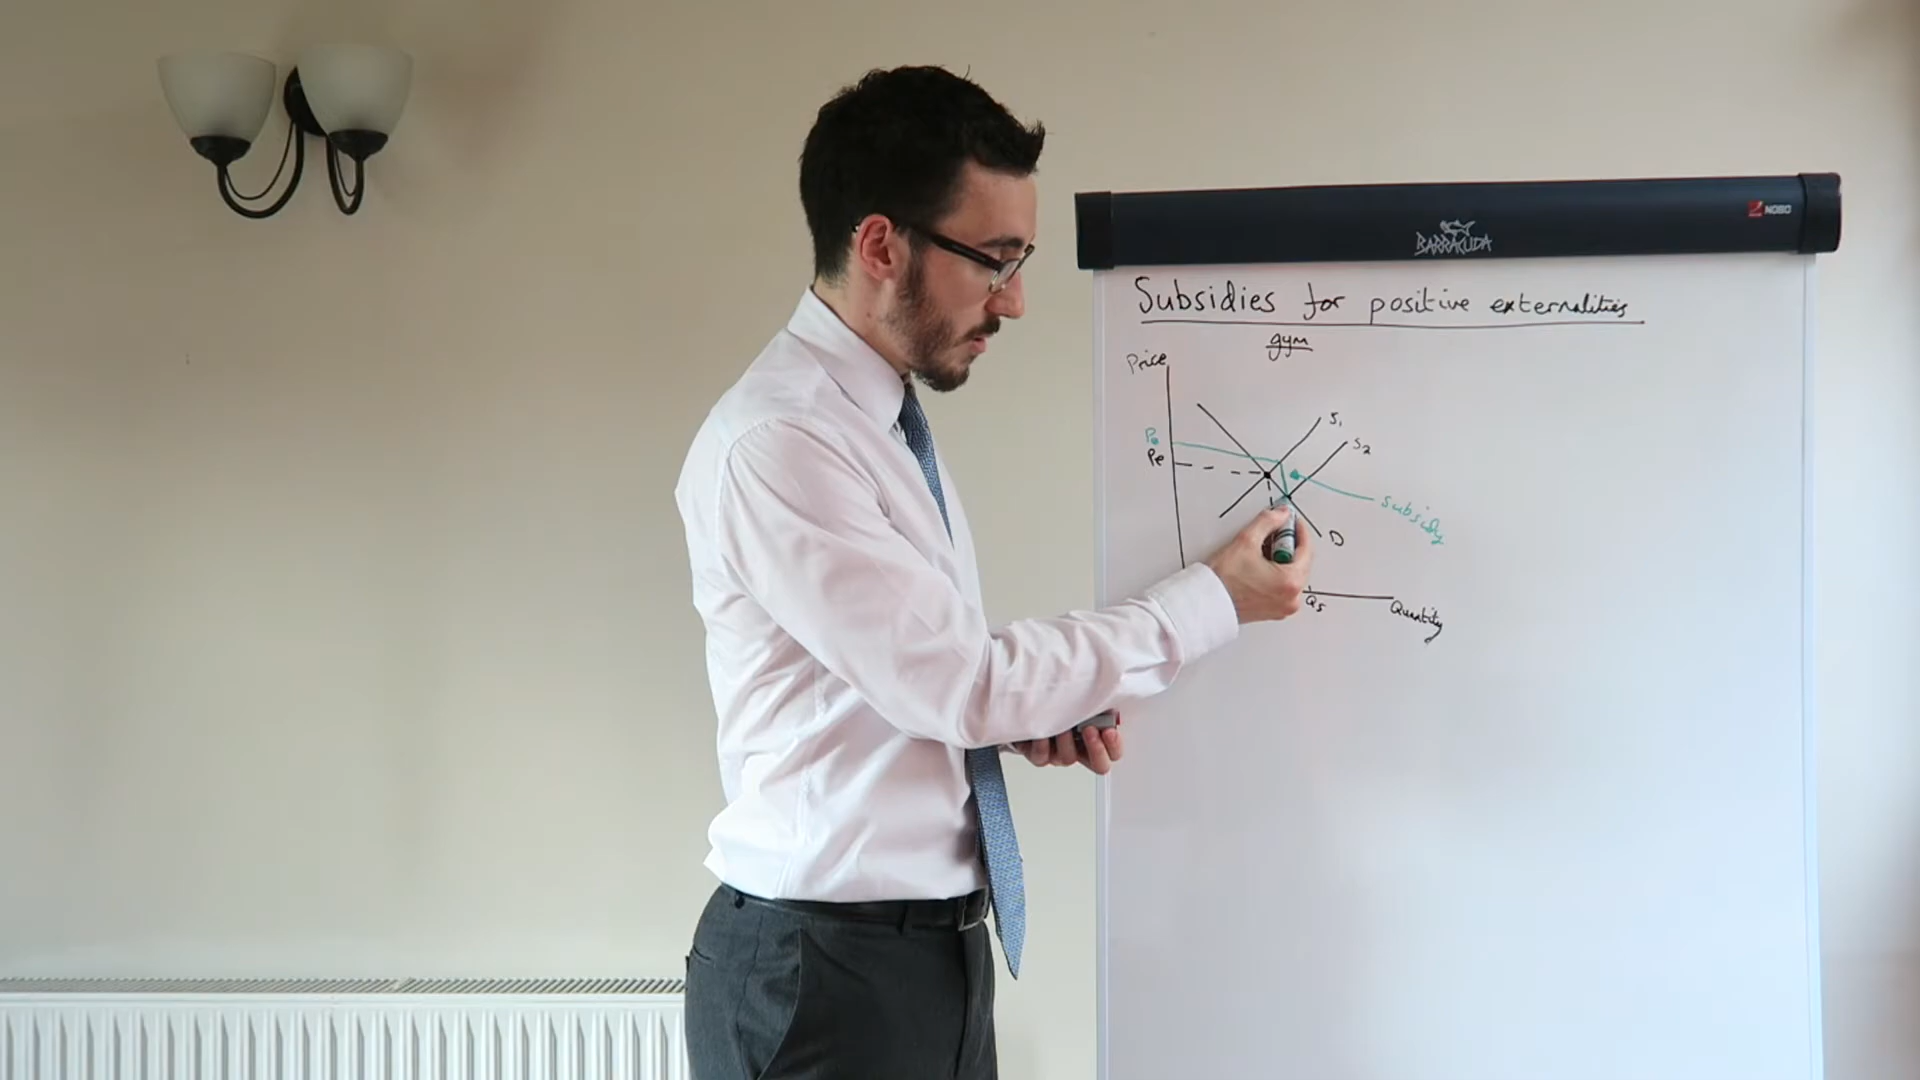 NOBO
BARRACUDA
Subsidies for positive externalities
gym
Price
S1
S2
Pe
Subsidy
D
Qs
Quantity